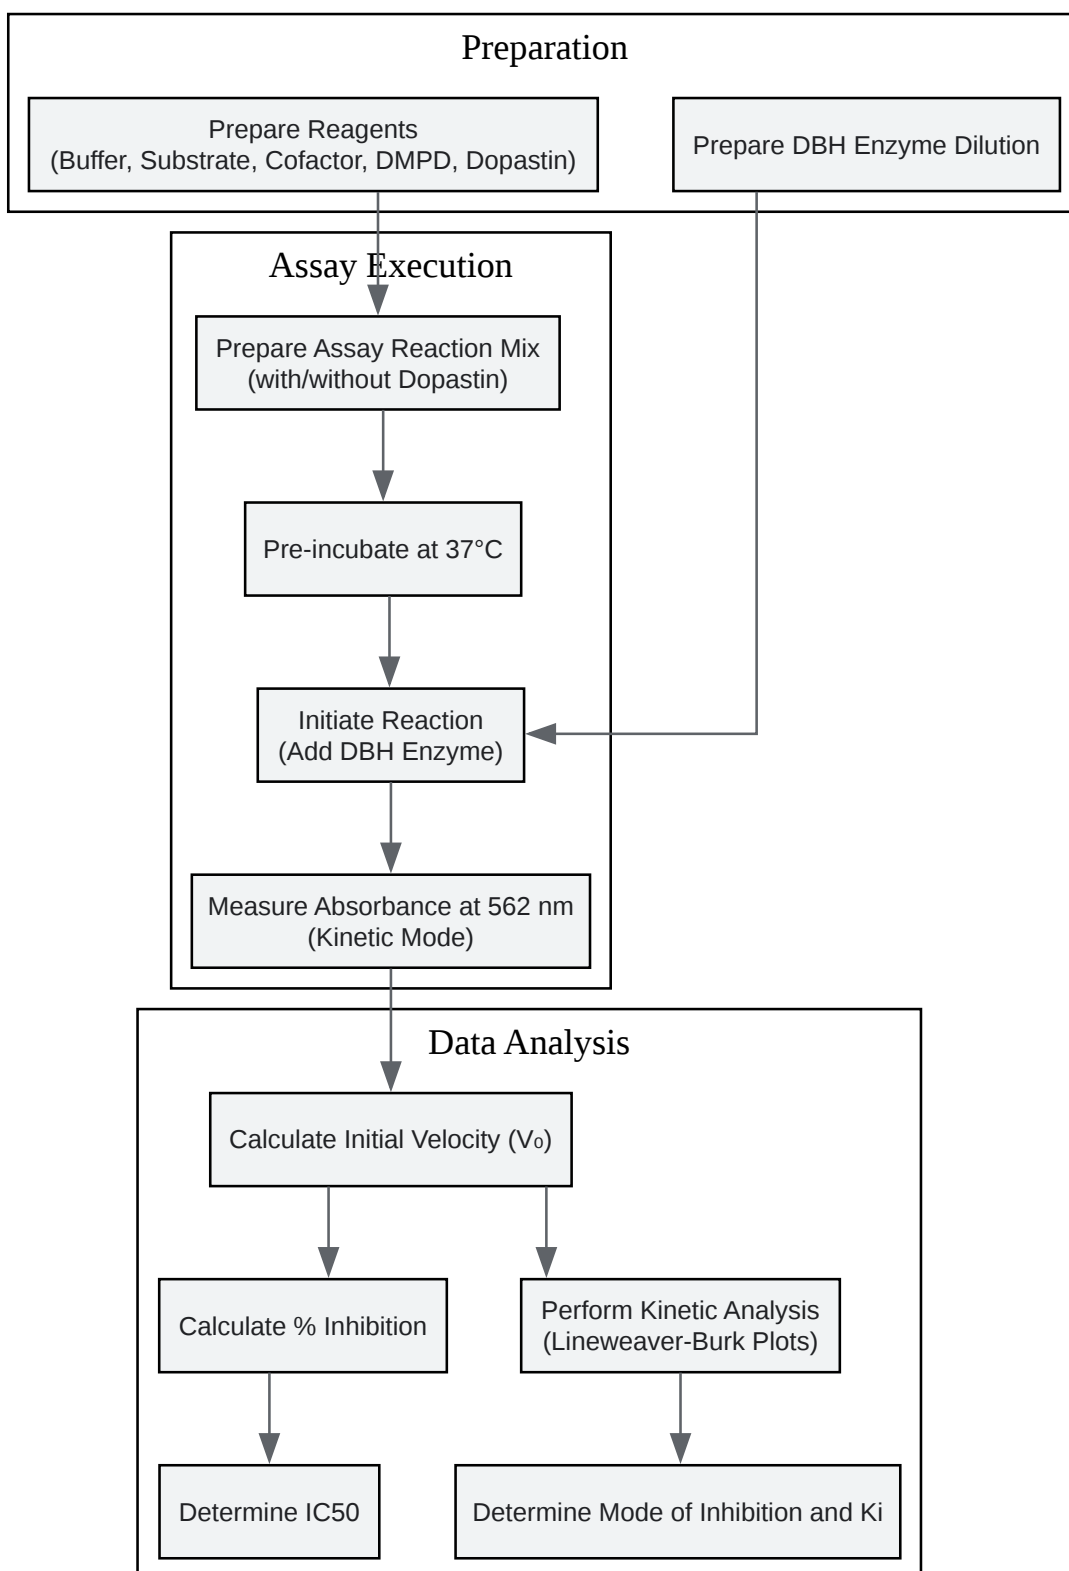 Preparation
Prepare Reagents
(Buffer, Substrate, Cofactor, DMPD, Dopastin)
Prepare DBH Enzyme Dilution
Assay Execution
Prepare Assay Reaction Mix
(with/without Dopastin)
Pre-incubate at 37°C
Initiate Reaction
(Add DBH Enzyme)
Measure Absorbance at 562 nm
(Kinetic Mode)
Data Analysis
Calculate Initial Velocity (V₀)
Calculate % Inhibition
Perform Kinetic Analysis
(Lineweaver-Burk Plots)
Determine IC50
Determine Mode of Inhibition and Ki